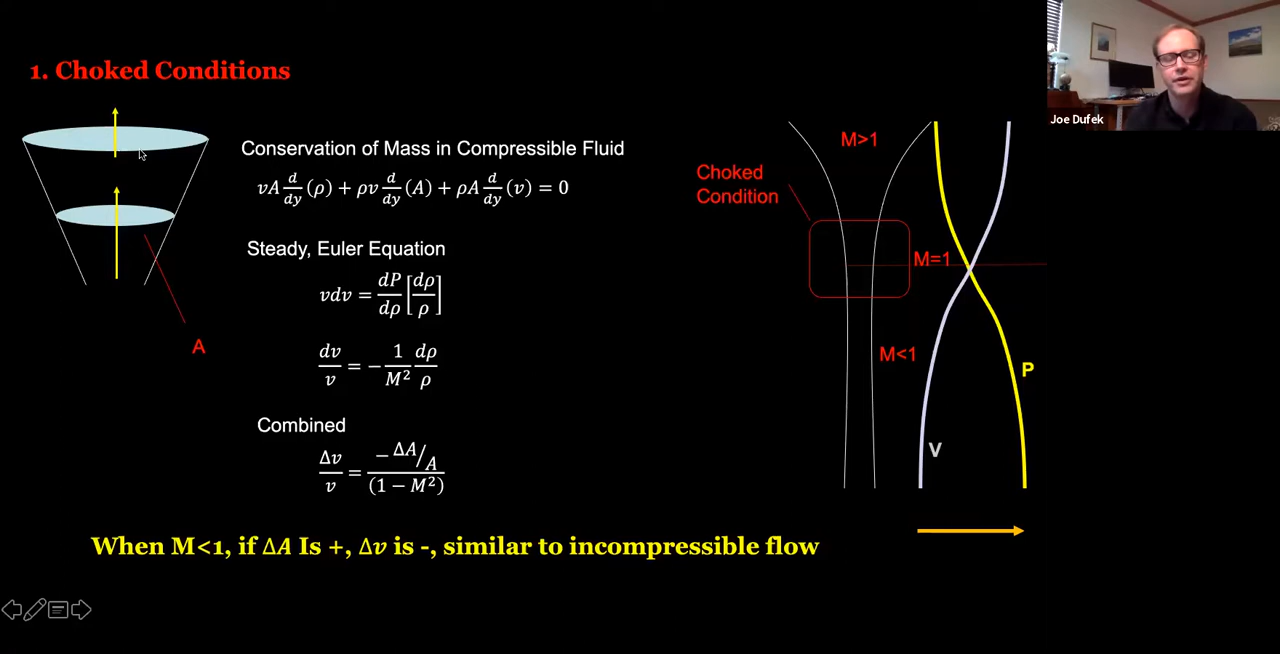 1. Choked Conditions
Conservation of Mass in Compressible Fluid
vA d/dy (ρ) + ρv d/dy (A) + ρA d/dy (v) = 0
Steady, Euler Equation
vdv = dP/dρ [dρ/ρ]
dv/v = − 1/M² dρ/ρ
Combined
Δv/v = −ΔA/A / (1 − M²)
A
When M<1, if ΔA Is +, Δv is -, similar to incompressible flow
Choked
Condition
M>1
M=1
M<1
P
V
Joe Dufek